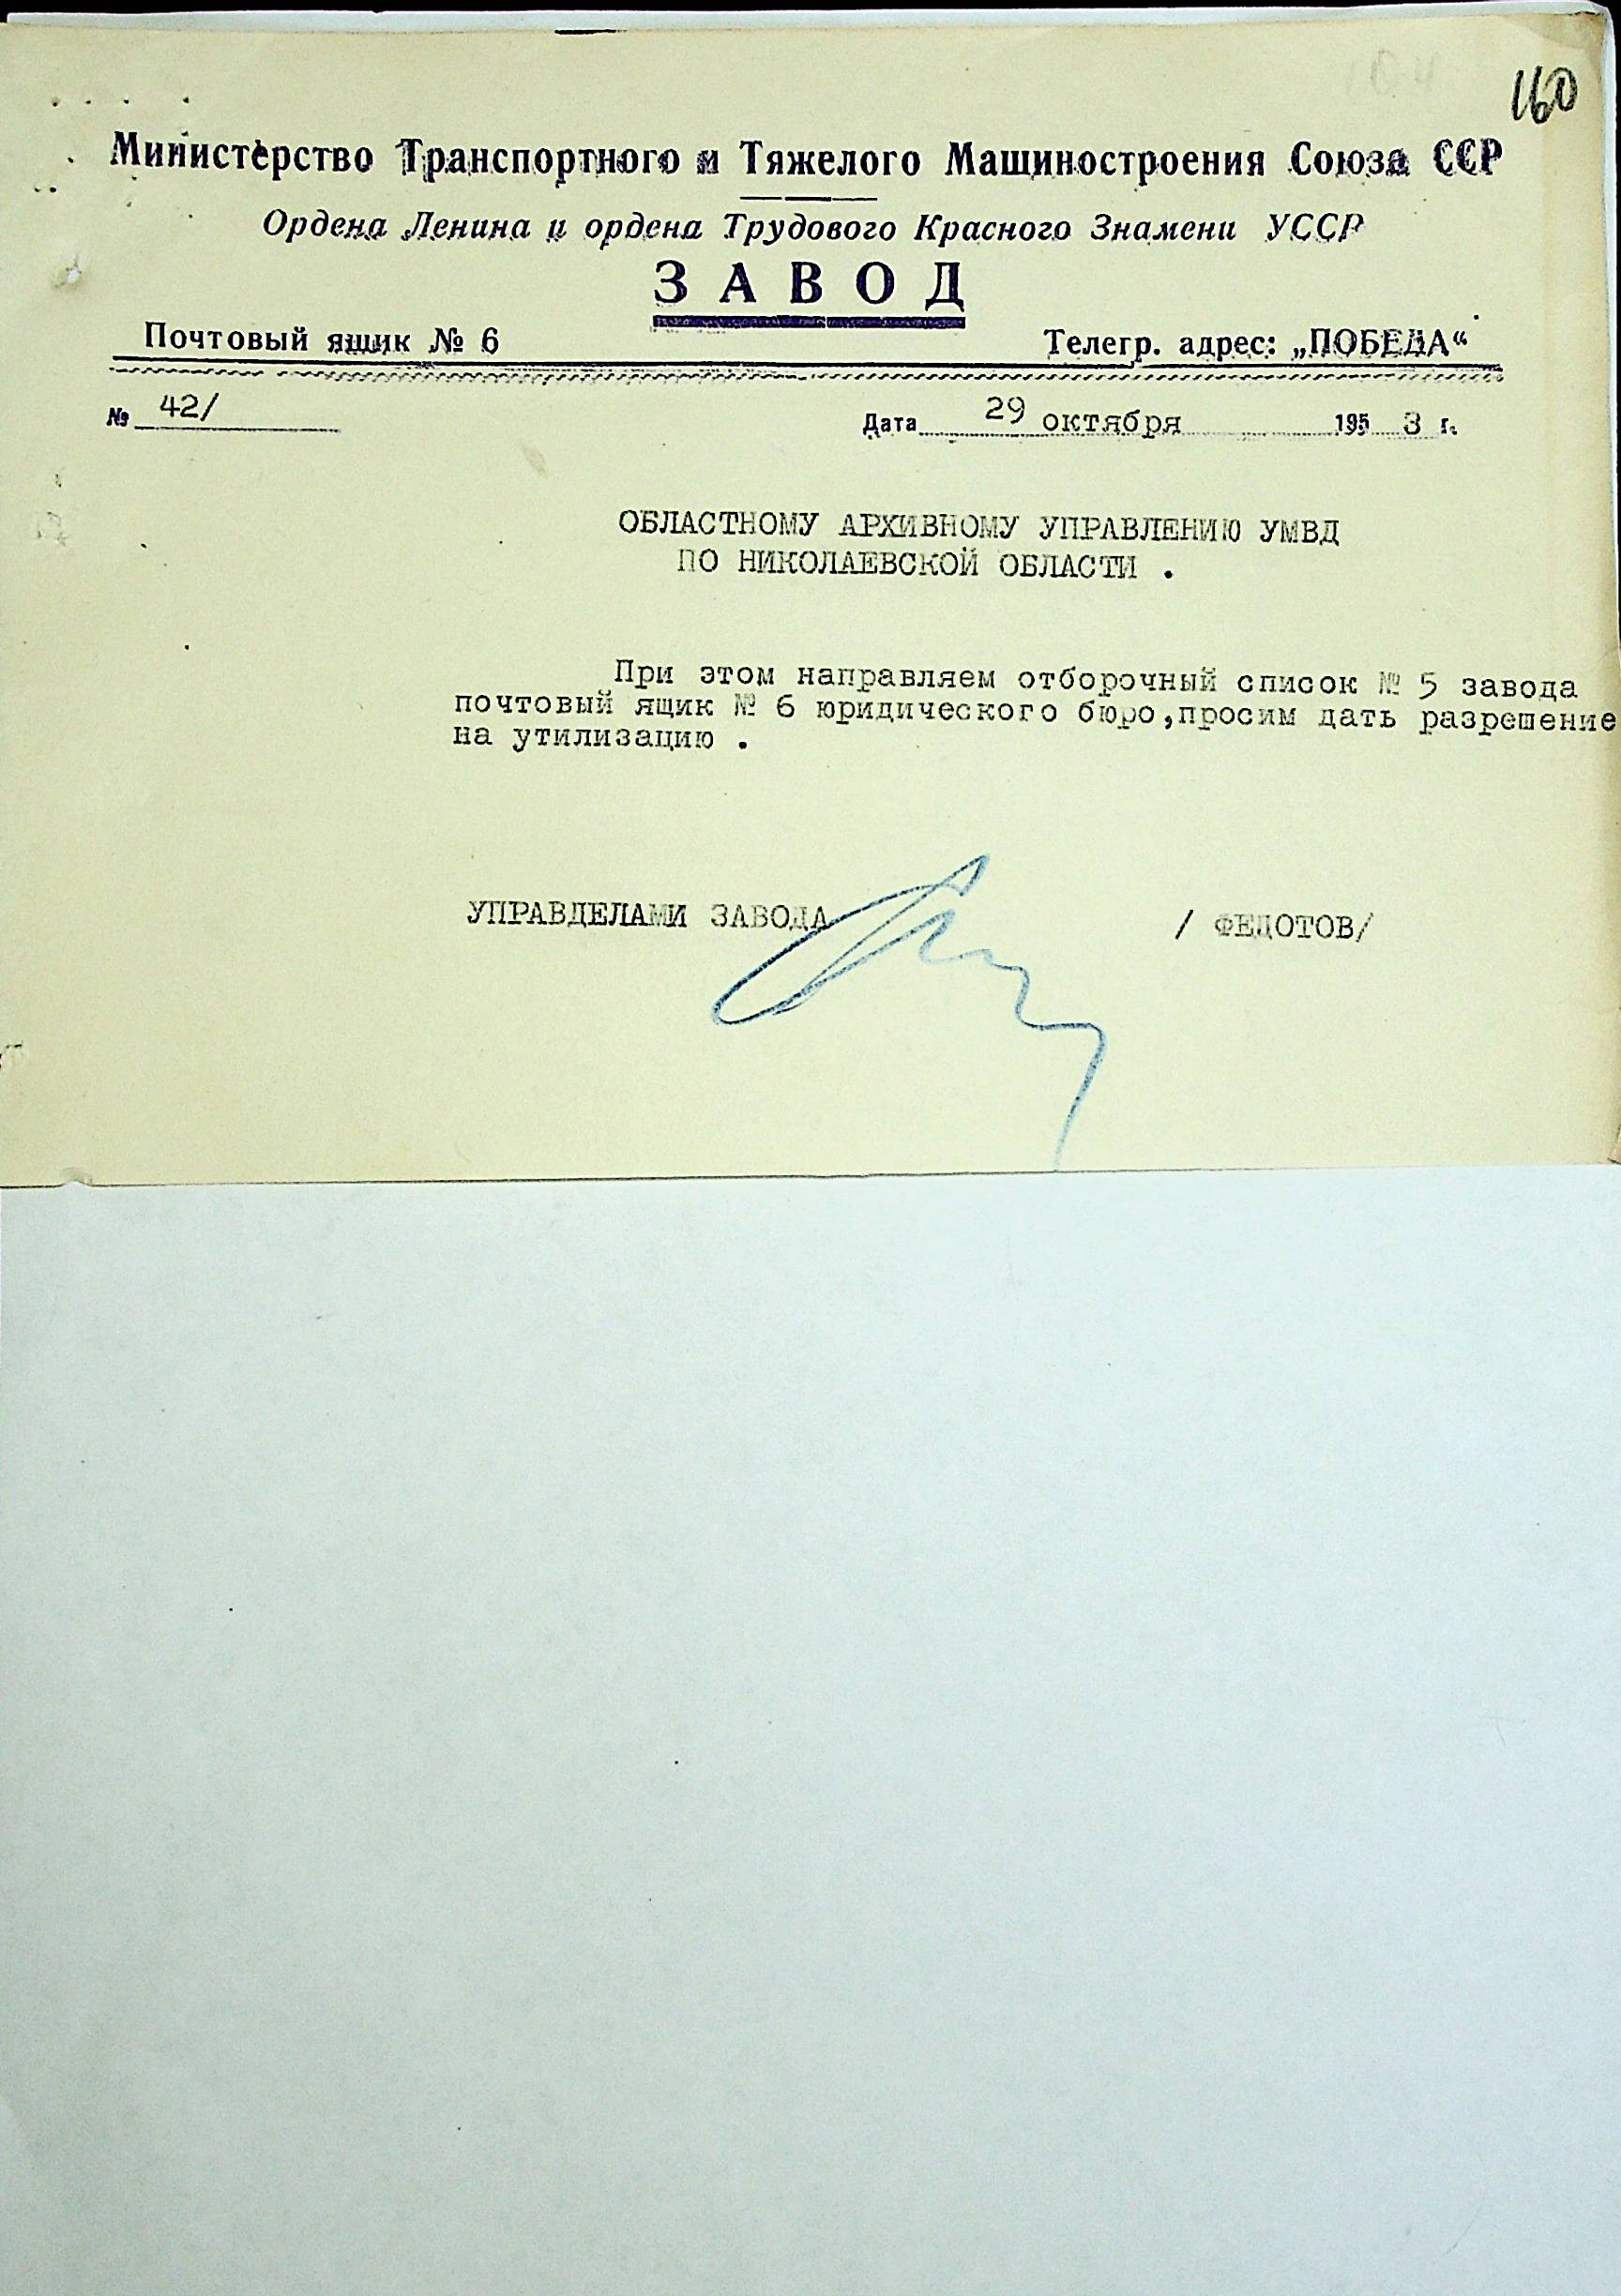 160
Министерство Транспортного и Тяжелого Машиностроения Союза ССР
Ордена Ленина и ордена Трудового Красного Знамени УССР
ЗАВОД
Почтовый ящик № 6 Телегр. адрес: „ПОБЕДА“
№ 42/ Дата 29 октября 1953 г.
ОБЛАСТНОМУ АРХИВНОМУ УПРАВЛЕНИЮ УМВД
ПО НИКОЛАЕВСКОЙ ОБЛАСТИ .
При этом направляем отборочный список № 5 завода
почтовый ящик № 6 юридического бюро,просим дать разрешение
на утилизацию .
УПРАВДЕЛАМИ ЗАВОДА / ФЕДОТОВ/